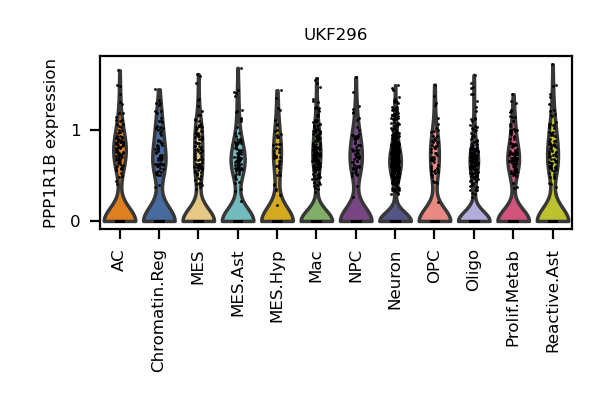 UKF296
PPP1R1B expression
1
0
AC
Chromatin.Reg
MES
MES.Ast
MES.Hyp
Mac
NPC
Neuron
OPC
Oligo
Prolif.Metab
Reactive.Ast